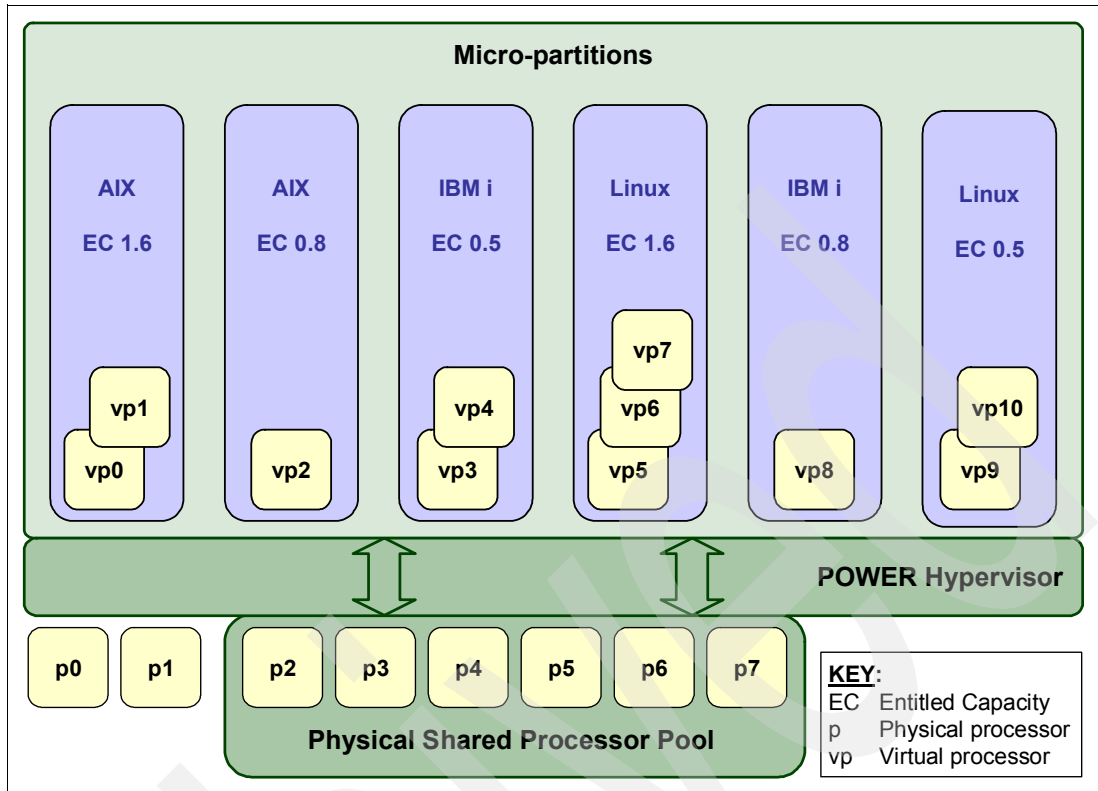 Micro-partitions
AIX
EC 1.6
vp1
vp0
AIX
EC 0.8
vp2
IBM i
EC 0.5
vp4
vp3
Linux
EC 1.6
vp7
vp6
vp5
IBM i
EC 0.8
vp8
Linux
EC 0.5
vp10
vp9
POWER Hypervisor
p0
p1
p2
p3
p4
p5
p6
p7
Physical Shared Processor Pool
KEY:
EC Entitled Capacity
p Physical processor
vp Virtual processor